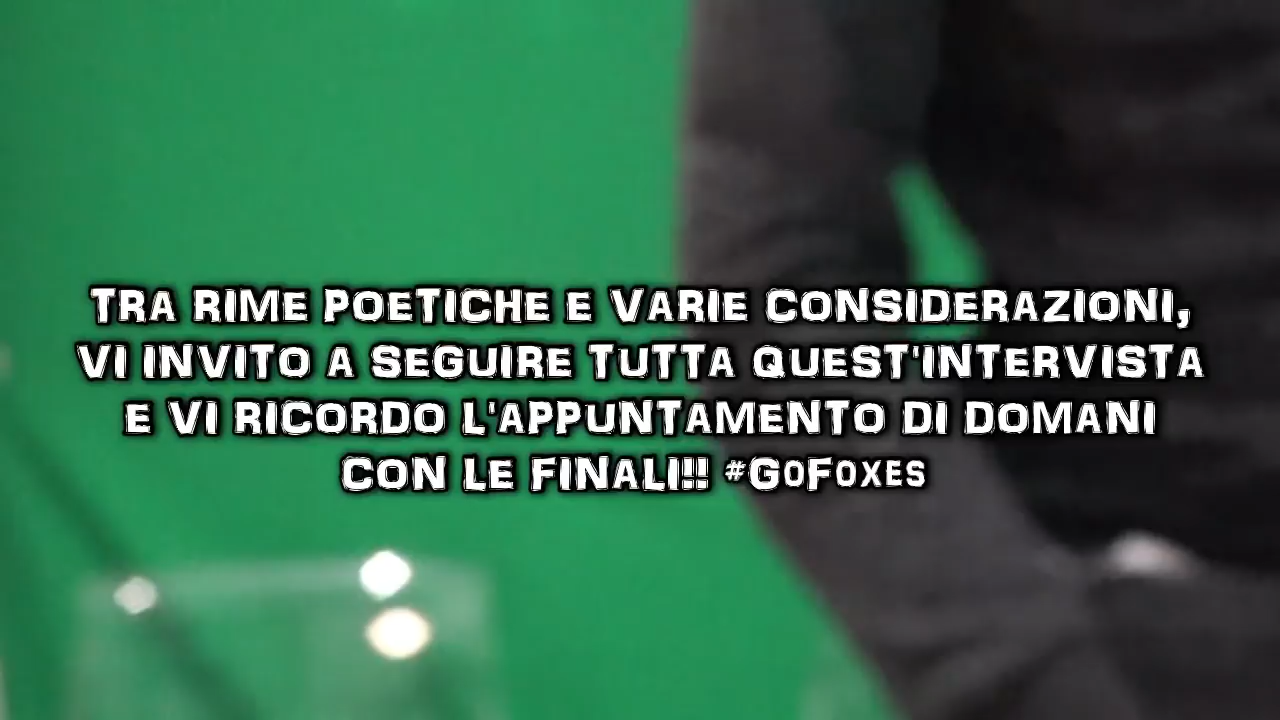 TRA RIME POETICHE E VARIE CONSIDERAZIONI,
VI INVITO A SEGUIRE TUTTA QUEST'INTERVISTA
E VI RICORDO L'APPUNTAMENTO DI DOMANI
CON LE FINALI!! #GOFOXES